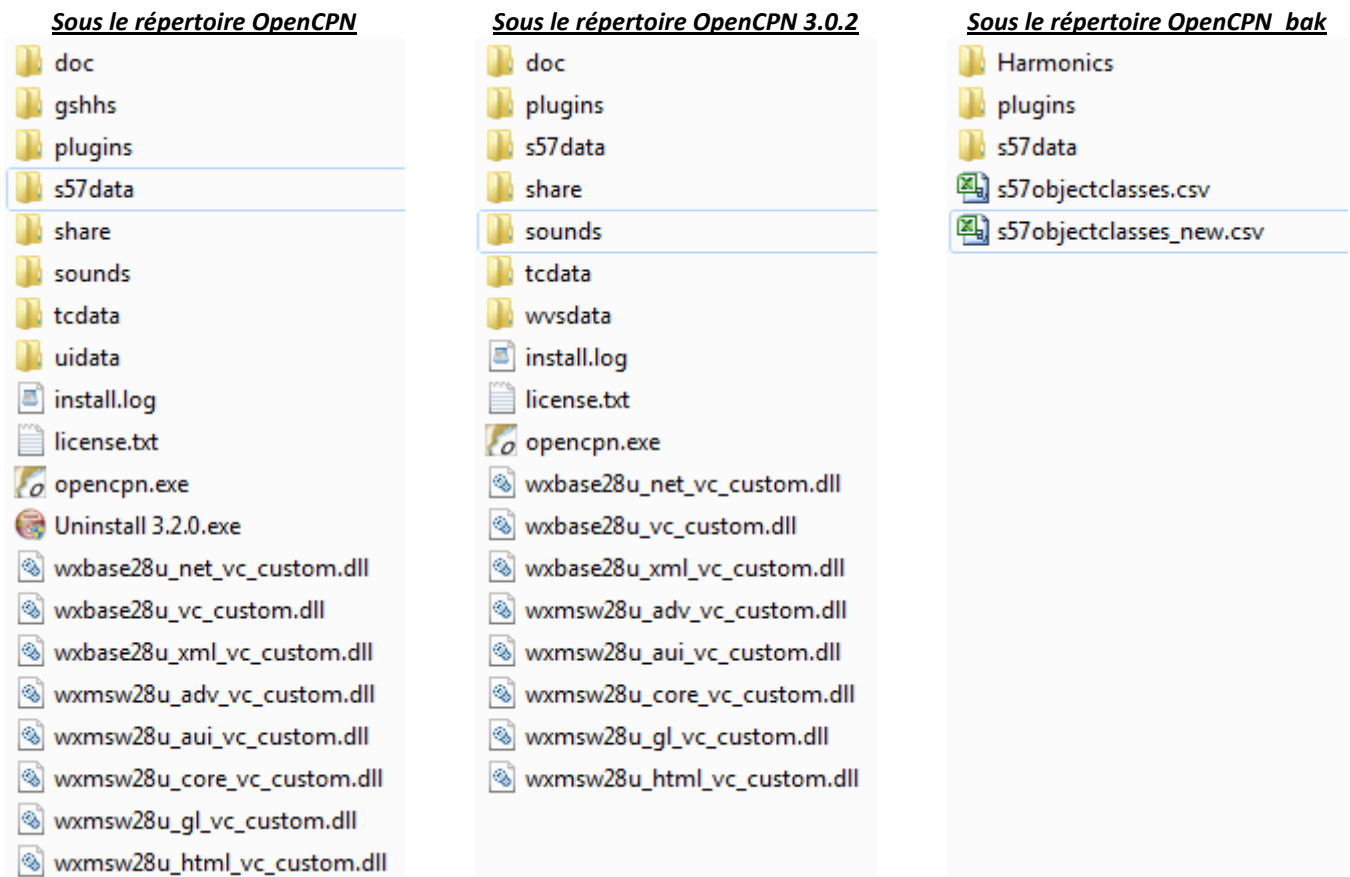 Sous le répertoire OpenCPN
doc
gshhs
plugins
s57data
share
sounds
tcdata
uidata
install.log
license.txt
opencpn.exe
Uninstall 3.2.0.exe
wxbase28u_net_vc_custom.dll
wxbase28u_vc_custom.dll
wxbase28u_xml_vc_custom.dll
wxmsw28u_adv_vc_custom.dll
wxmsw28u_aui_vc_custom.dll
wxmsw28u_core_vc_custom.dll
wxmsw28u_gl_vc_custom.dll
wxmsw28u_html_vc_custom.dll
Sous le répertoire OpenCPN 3.0.2
doc
plugins
s57data
share
sounds
tcdata
wvsdata
install.log
license.txt
opencpn.exe
wxbase28u_net_vc_custom.dll
wxbase28u_vc_custom.dll
wxbase28u_xml_vc_custom.dll
wxmsw28u_adv_vc_custom.dll
wxmsw28u_aui_vc_custom.dll
wxmsw28u_core_vc_custom.dll
wxmsw28u_gl_vc_custom.dll
wxmsw28u_html_vc_custom.dll
Sous le répertoire OpenCPN_bak
Harmonics
plugins
s57data
s57objectclasses.csv
s57objectclasses_new.csv